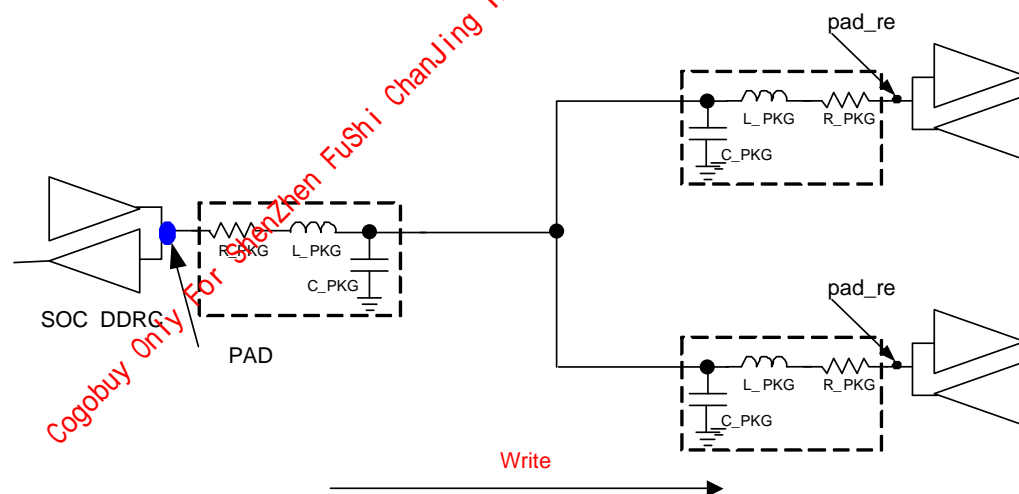 pad_re
L_PKG
R_PKG
C_PKG
R_PKG
L_PKG
C_PKG
SOC DDRC
PAD
pad_re
L_PKG
R_PKG
C_PKG
Cogobuy Only For ShenZhen FuShi ChanJing
Write